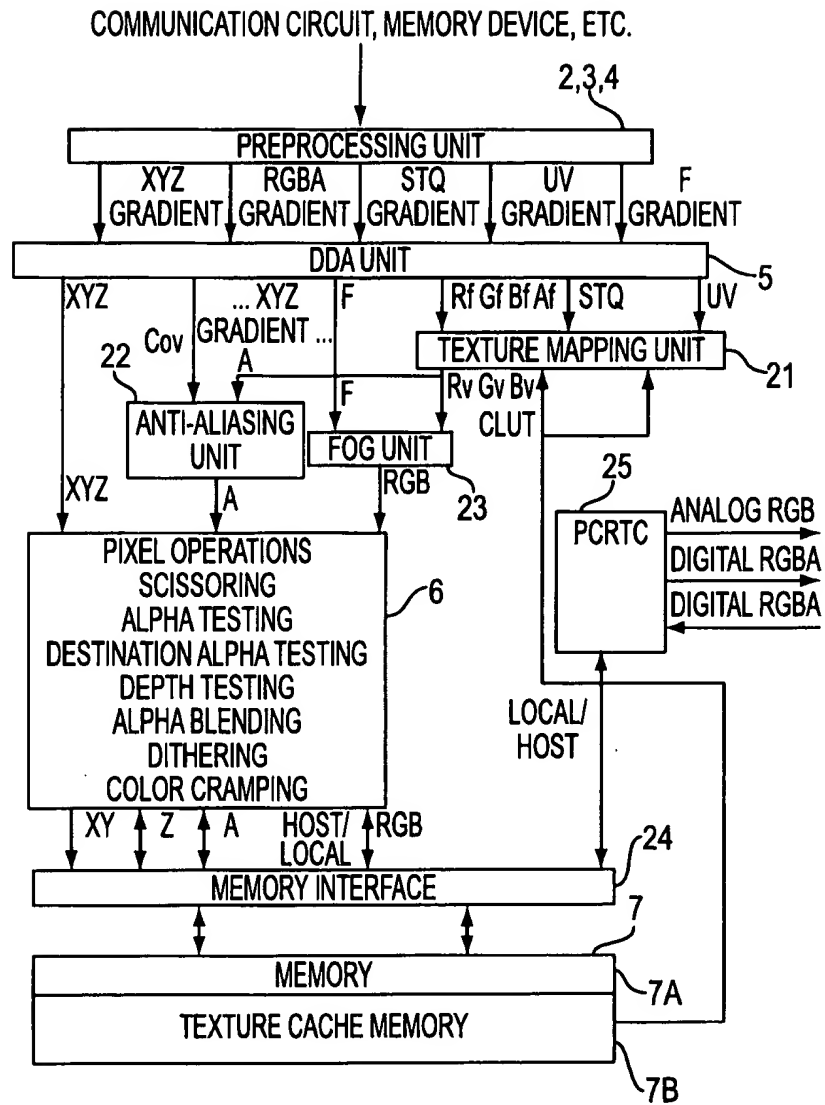 COMMUNICATION CIRCUIT, MEMORY DEVICE, ETC.
2,3,4
PREPROCESSING UNIT
XYZ GRADIENT
RGBA GRADIENT
STQ GRADIENT
UV GRADIENT
F GRADIENT
DDA UNIT
5
XYZ
Cov
... XYZ
GRADIENT ...
F
Rf Gf Bf Af
STQ
UV
TEXTURE MAPPING UNIT
21
22
A
ANTI-ALIASING
UNIT
F
Rv Gv Bv
CLUT
FOG UNIT
23
XYZ
A
RGB
25
PCRTC
ANALOG RGB
DIGITAL RGBA
DIGITAL RGBA
PIXEL OPERATIONS
SCISSORING
ALPHA TESTING
DESTINATION ALPHA TESTING
DEPTH TESTING
ALPHA BLENDING
DITHERING
COLOR CRAMPING
6
LOCAL/
HOST
XY
Z
A
HOST/
LOCAL
RGB
24
MEMORY INTERFACE
7
MEMORY
7A
TEXTURE CACHE MEMORY
7B